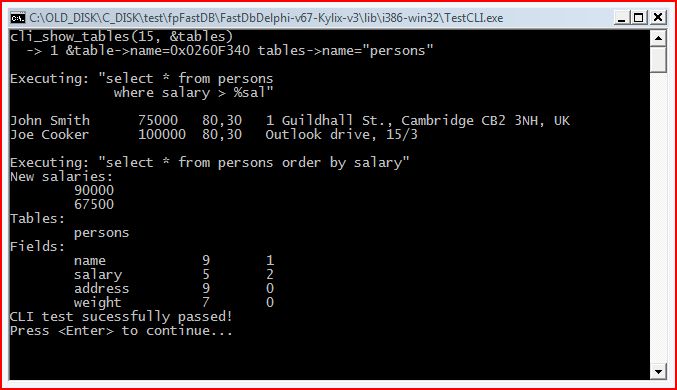 C:\OLD_DISK\C_DISK\test\fpFastDB\FastDbDelphi-v67-Kylix-v3\lib\i386-win32\TestCLI.exe
cli_show_tables(15, &tables)
-> 1 &table->name=0x0260F340 tables->name="persons"
Executing: "select * from persons
where salary > %sal"
John Smith 75000 80,30 1 Guildhall St., Cambridge CB2 3NH, UK
Joe Cooker 100000 80,30 Outlook drive, 15/3
Executing: "select * from persons order by salary"
New salaries:
90000
67500
Tables:
persons
Fields:
name 9 1
salary 5 2
address 9 0
weight 7 0
CLI test sucessfully passed!
Press <Enter> to continue...